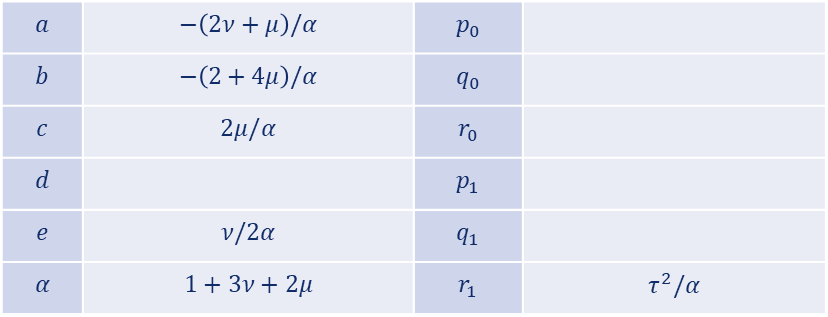 a −(2ν + μ)/α p₀
b −(2 + 4μ)/α q₀
c 2μ/α r₀
d p₁
e ν/2α q₁
α 1 + 3ν + 2μ r₁ τ²/α